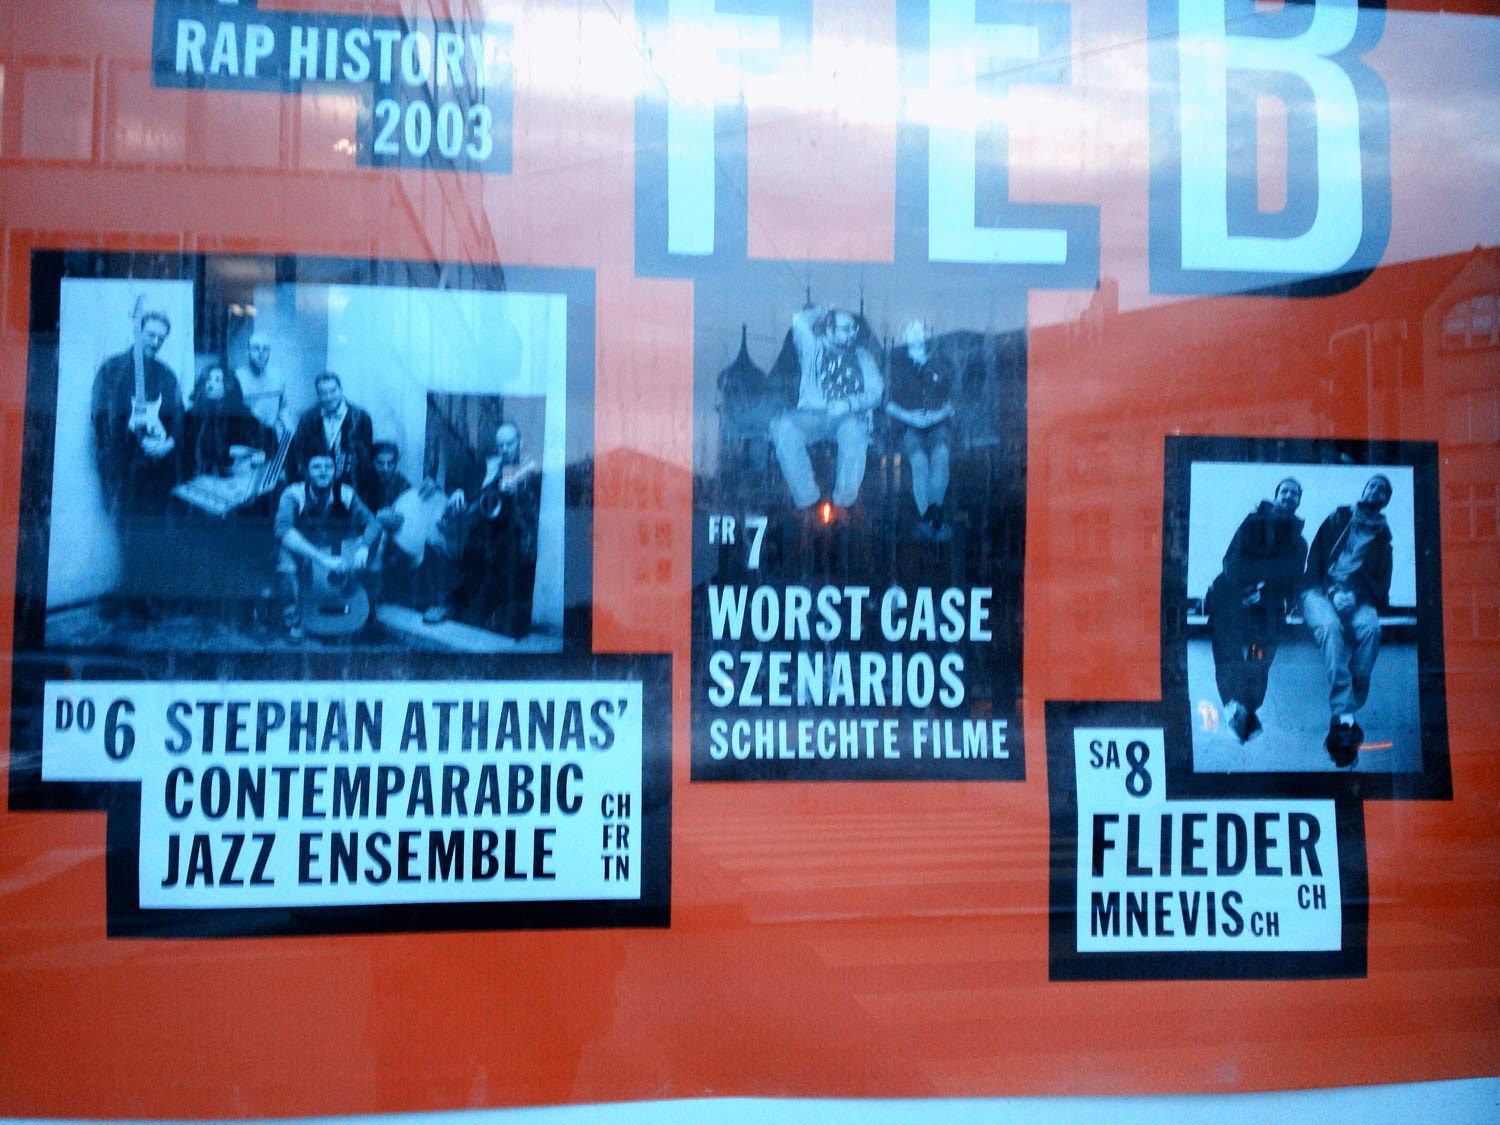 RAP HISTORY
2003
FEB
DO 6
STEPHAN ATHANAS'
CONTEMPARABIC
JAZZ ENSEMBLE
CH
FR
TN
FR 7
WORST CASE
SZENARIOS
SCHLECHTE FILME
SA 8
FLIEDER
CH
MNEVIS CH